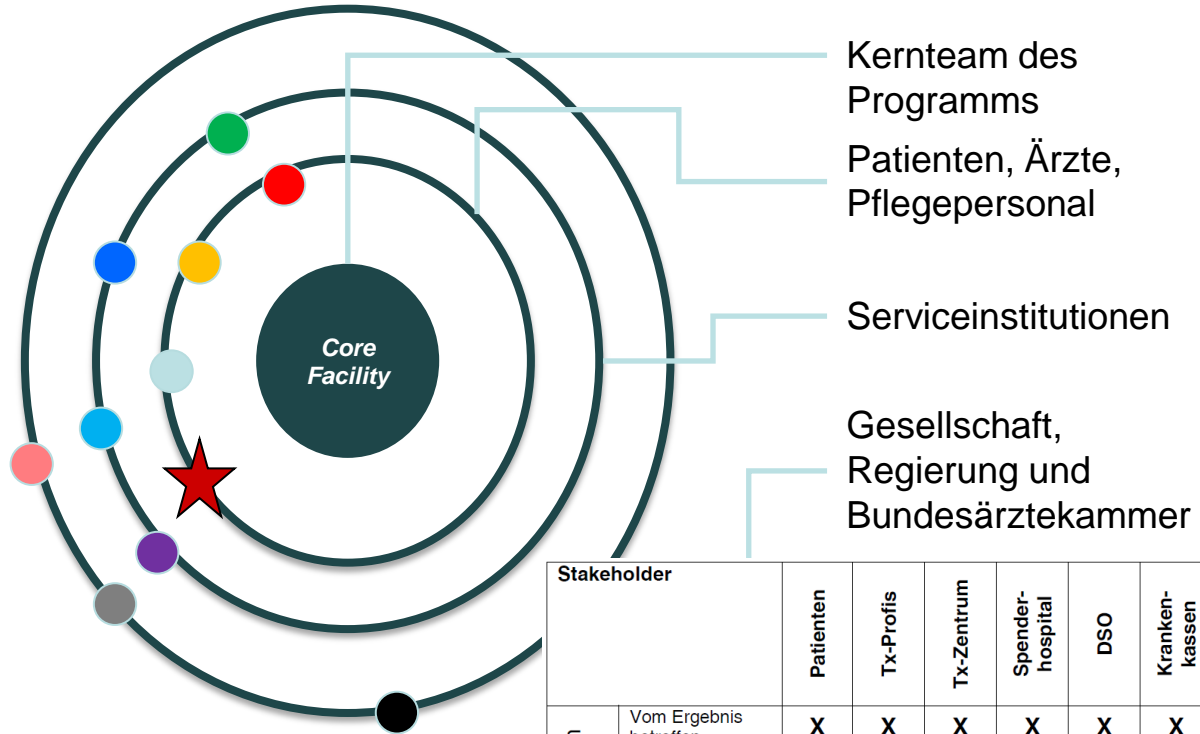 Kernteam des
Programms
Patienten, Ärzte,
Pflegepersonal
Core
Facility
Serviceinstitutionen
Gesellschaft,
Regierung und
Bundesärztekammer
Stakeholder
Patienten
Tx-Profis
Tx-Zentrum
Spender-
hospital
DSO
Kranken-
kassen
Vom Ergebnis
X X X X X X